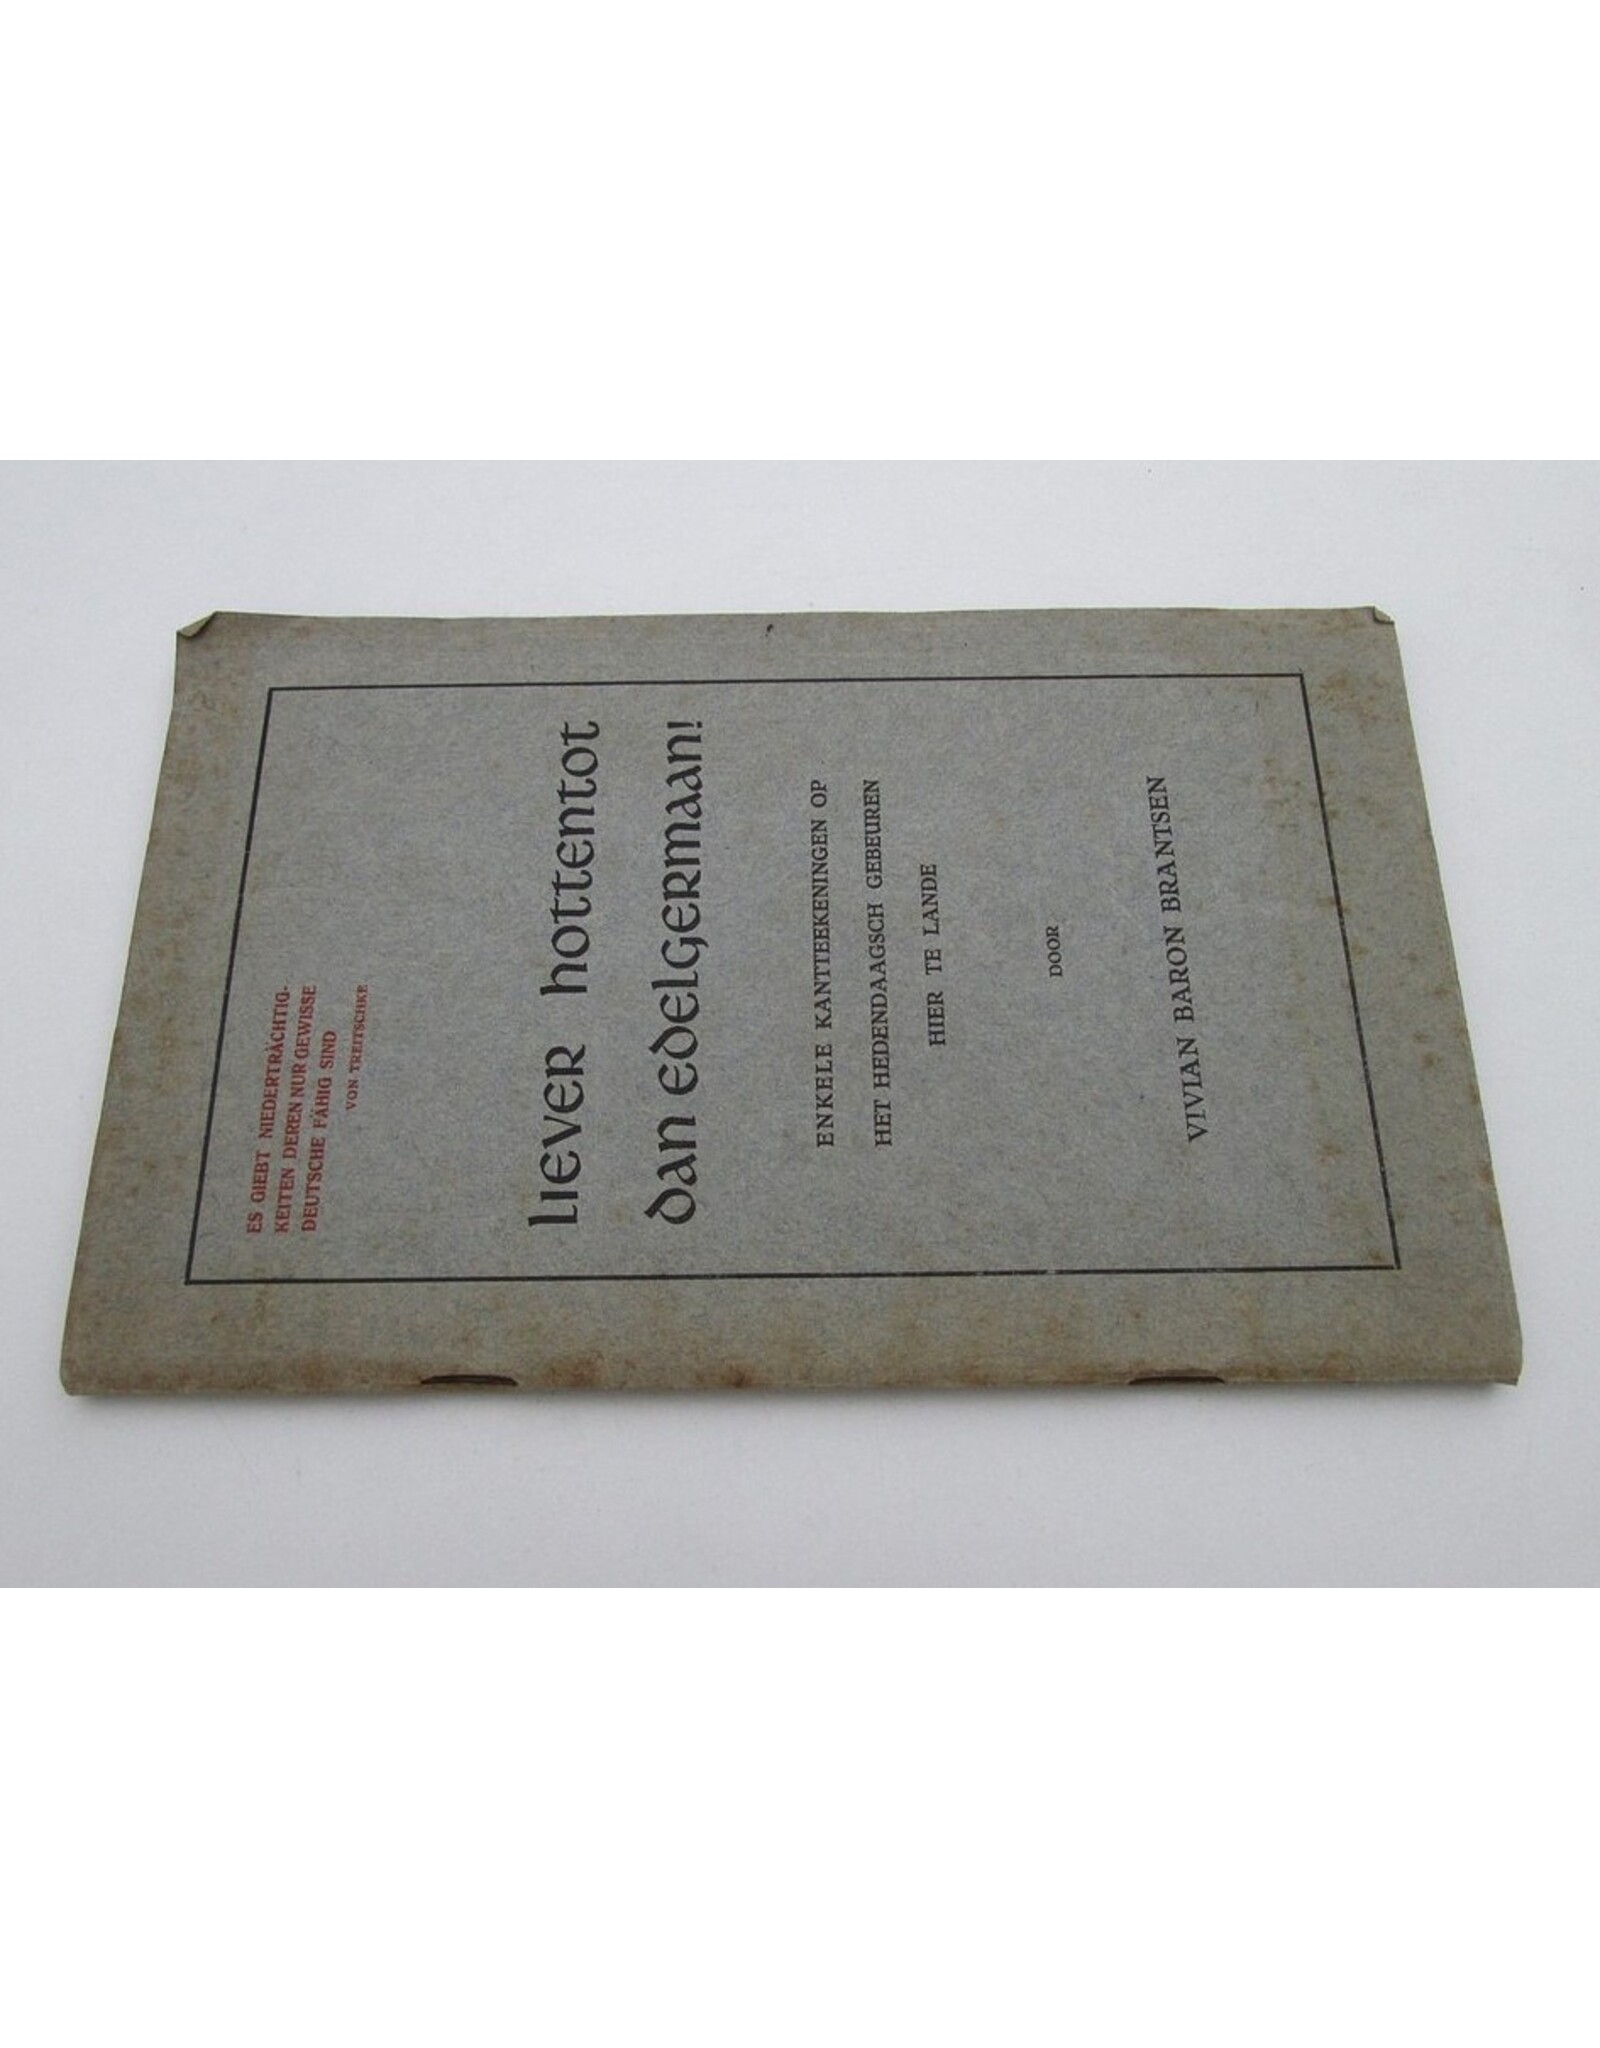 ES GIEBT NIEDERTRÄCHTIG-
KEITEN DEREN NUR GEWISSE
DEUTSCHE FÄHIG SIND
VON TREITSCHKE
LIEVER HOTTENTOT
DAN EDELGERMAAN!
ENKELE KANTTEEKENINGEN OP
HET HEDENDAAGSCH GEBEUREN
HIER TE LANDE
DOOR
VIVIAN BARON BRANTSEN